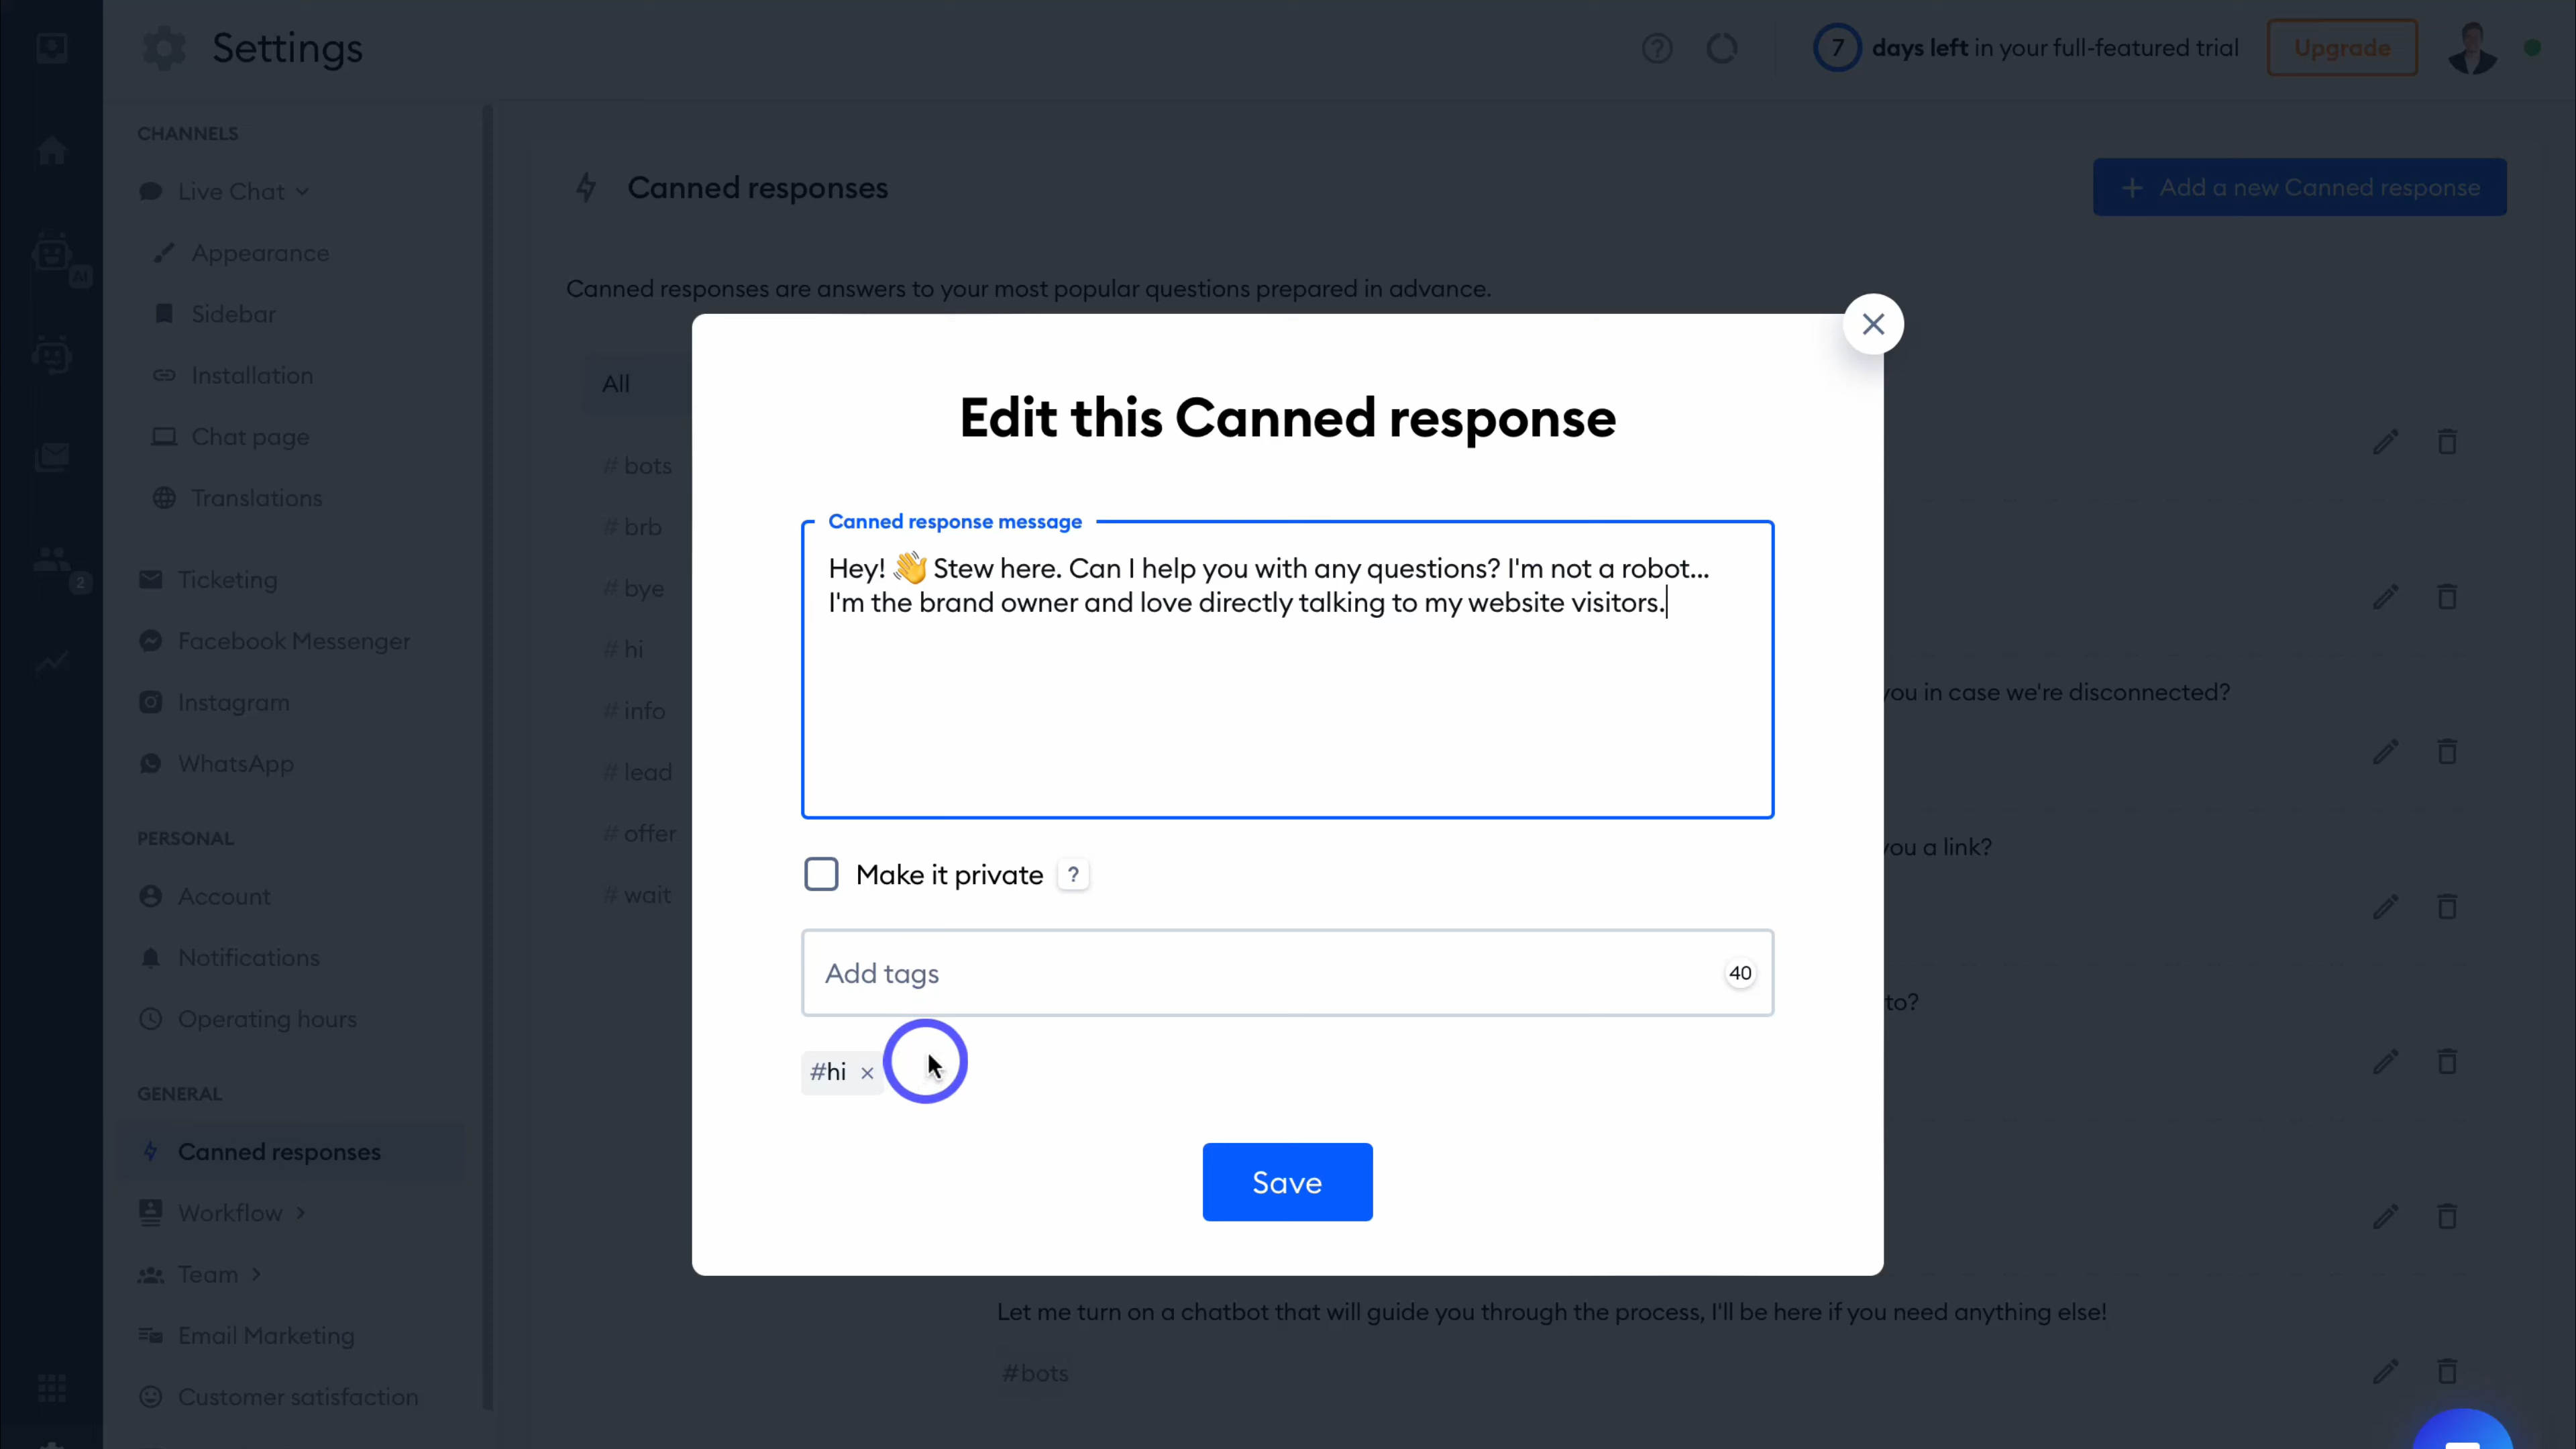 Settings
7 days left in your full-featured trial
Upgrade
CHANNELS
Live Chat
Appearance
Sidebar
Installation
Chat page
Translations
AI
2
Ticketing
Facebook Messenger
Instagram
WhatsApp
PERSONAL
Account
Notifications
Operating hours
GENERAL
Canned responses
Workflow
Team
Email Marketing
Customer satisfaction
Canned responses
+ Add a new Canned response
Canned responses are answers to your most popular questions prepared in advance.
All
# bots
# brb
# bye
# hi
# info
# lead
# offer
# wait
you in case we're disconnected?
you a link?
to?
Let me turn on a chatbot that will guide you through the process, I'll be here if you need anything else!
#bots
Edit this Canned response
Canned response message
Hey! 👋 Stew here. Can I help you with any questions? I'm not a robot...
I'm the brand owner and love directly talking to my website visitors.
Make it private ?
Add tags
40
#hi ×
Save